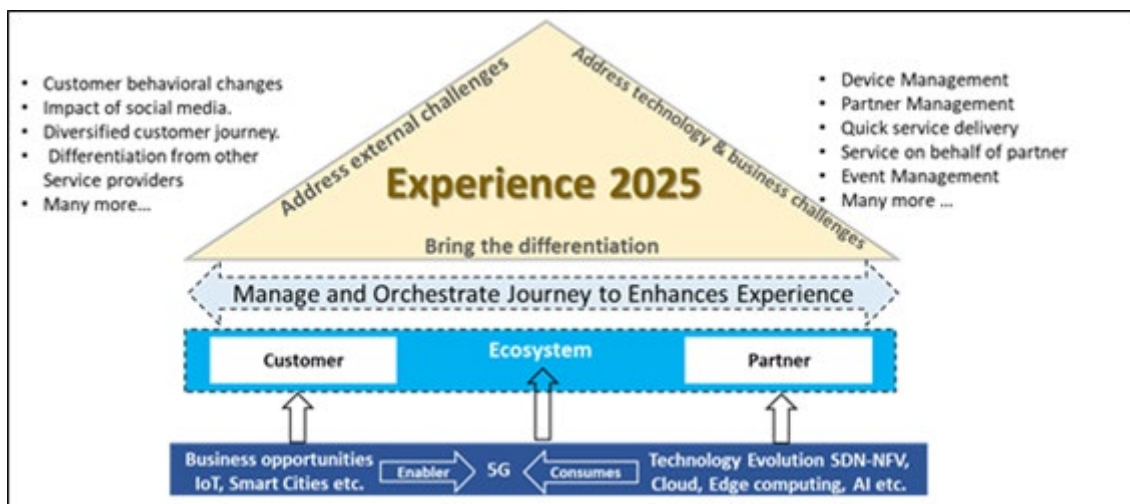 • Customer behavioral changes
• Impact of social media.
• Diversified customer journey.
• Differentiation from other
Service providers
• Many more...
Address external challenges
Address technology & business challenges
Experience 2025
Bring the differentiation
• Device Management
• Partner Management
• Quick service delivery
• Service on behalf of partner
• Event Management
• Many more ...
Manage and Orchestrate Journey to Enhances Experience
Customer
Ecosystem
Partner
Business opportunities
IoT, Smart Cities etc.
Enabler
5G
Consumes
Technology Evolution SDN-NFV,
Cloud, Edge computing, AI etc.